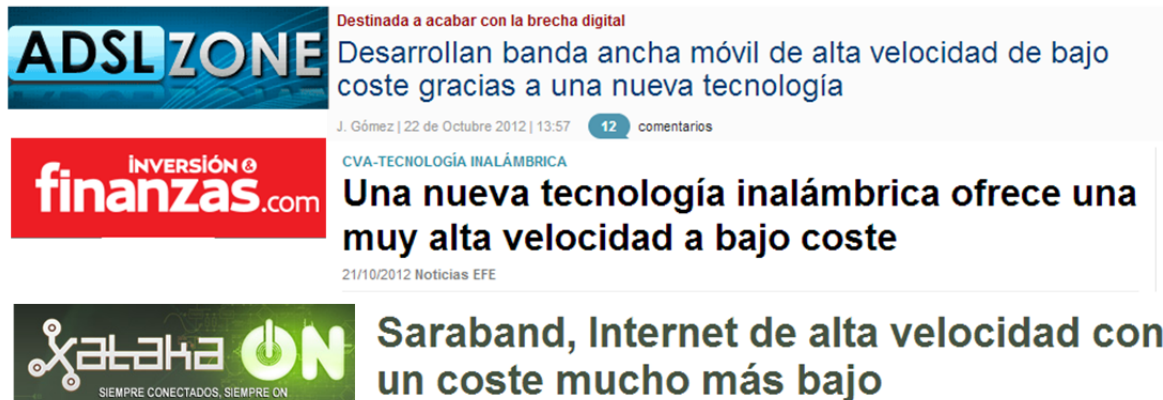 ADSLZONE
Destinada a acabar con la brecha digital
Desarrollan banda ancha móvil de alta velocidad de bajo
coste gracias a una nueva tecnología
J. Gómez | 22 de Octubre 2012 | 13:57 12 comentarios
INVERSIÓN &
finanzas.com
CVA-TECNOLOGÍA INALÁMBRICA
Una nueva tecnología inalámbrica ofrece una
muy alta velocidad a bajo coste
21/10/2012 Noticias EFE
xataka ON
SIEMPRE CONECTADOS, SIEMPRE ON
Saraband, Internet de alta velocidad con
un coste mucho más bajo